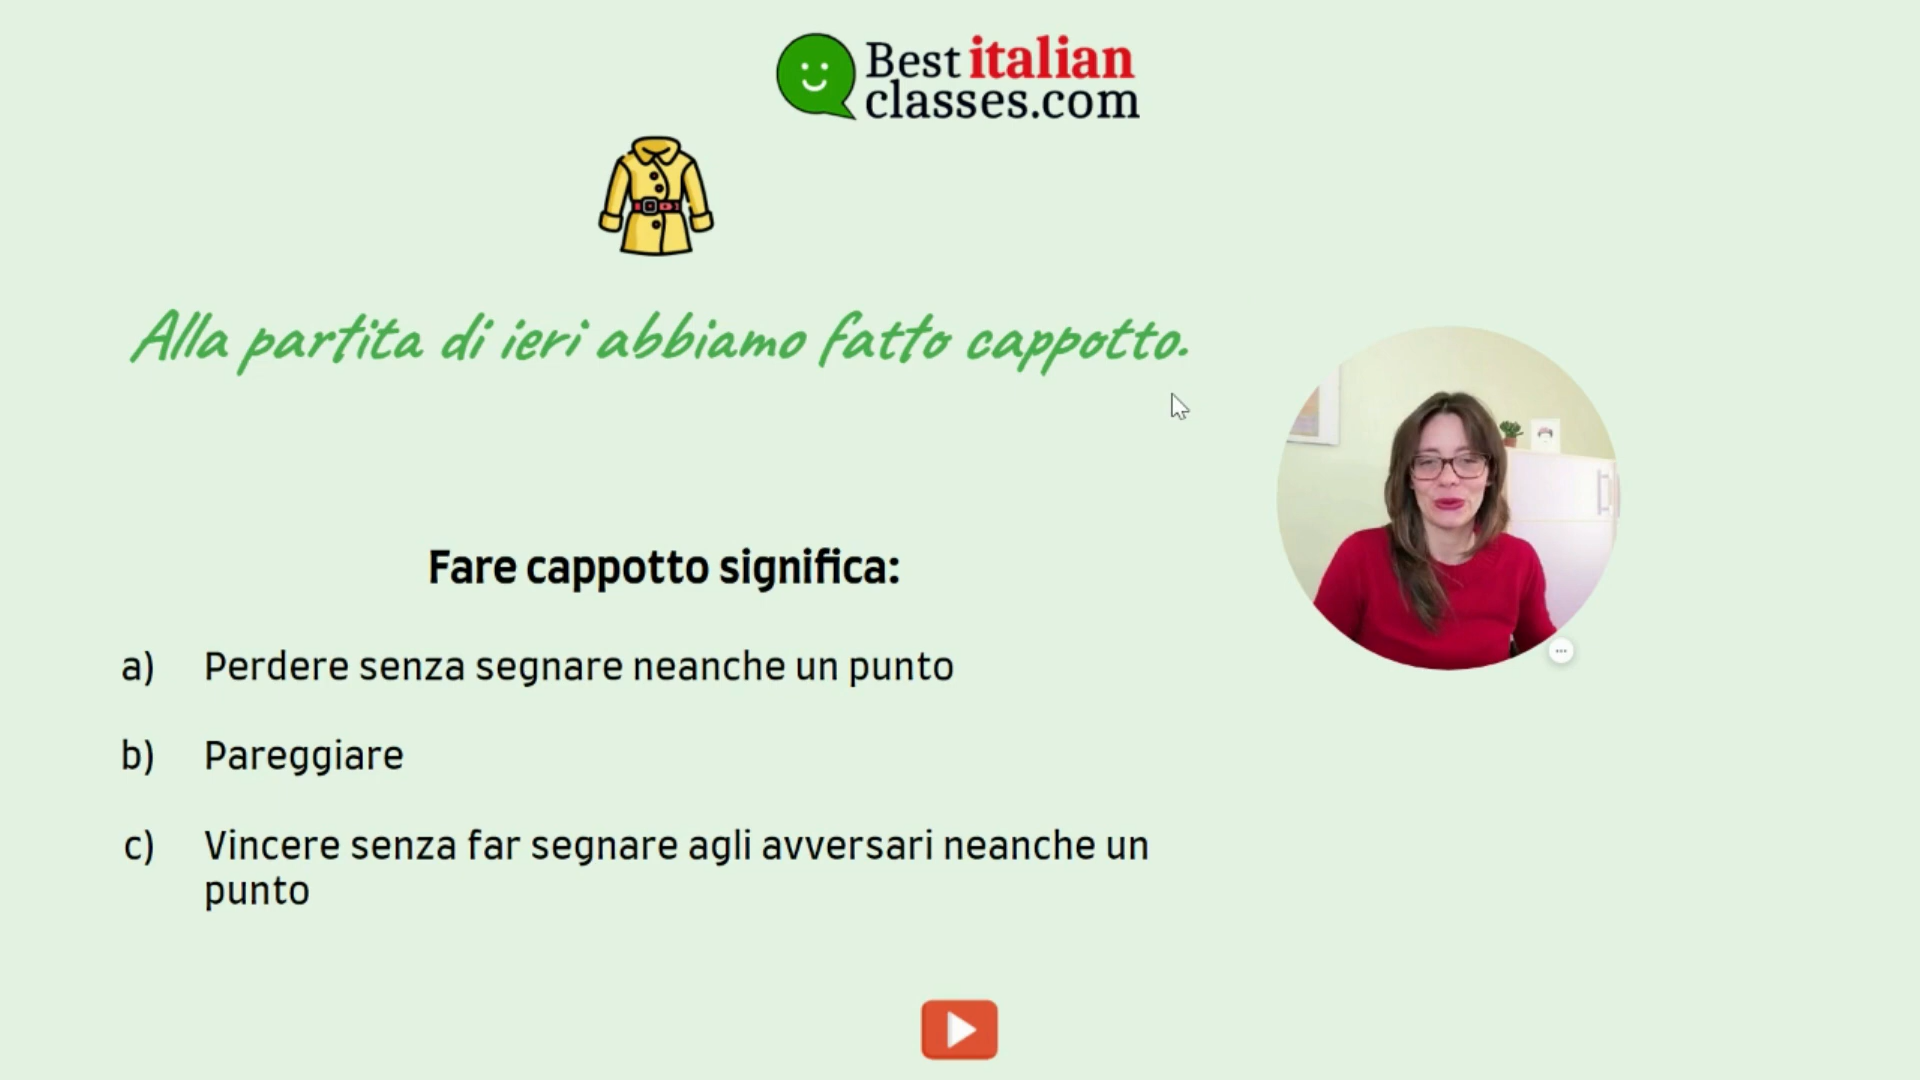 Best italian
classes.com
Alla partita di ieri abbiamo fatto cappotto.
Fare cappotto significa:
a) Perdere senza segnare neanche un punto
b) Pareggiare
c) Vincere senza far segnare agli avversari neanche un
punto